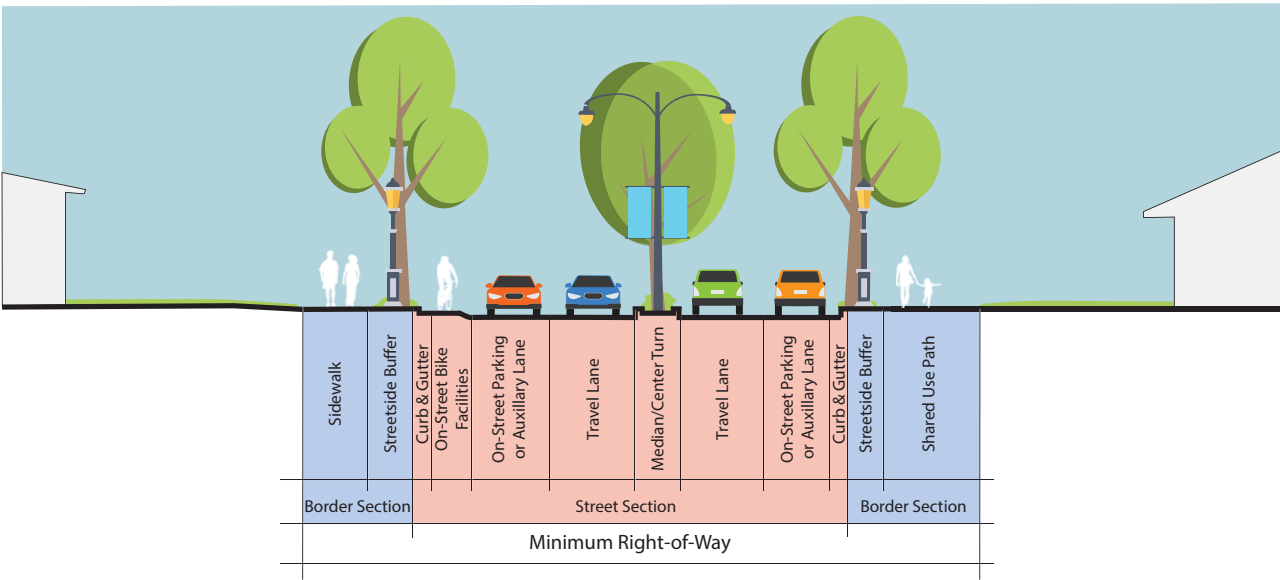 Sidewalk
Streetside Buffer
Curb & Gutter
On-Street Bike
Facilities
On-Street Parking
or Auxillary Lane
Travel Lane
Median/Center Turn
Travel Lane
On-Street Parking
or Auxillary Lane
Curb & Gutter
Streetside Buffer
Shared Use Path
Border Section
Street Section
Border Section
Minimum Right-of-Way